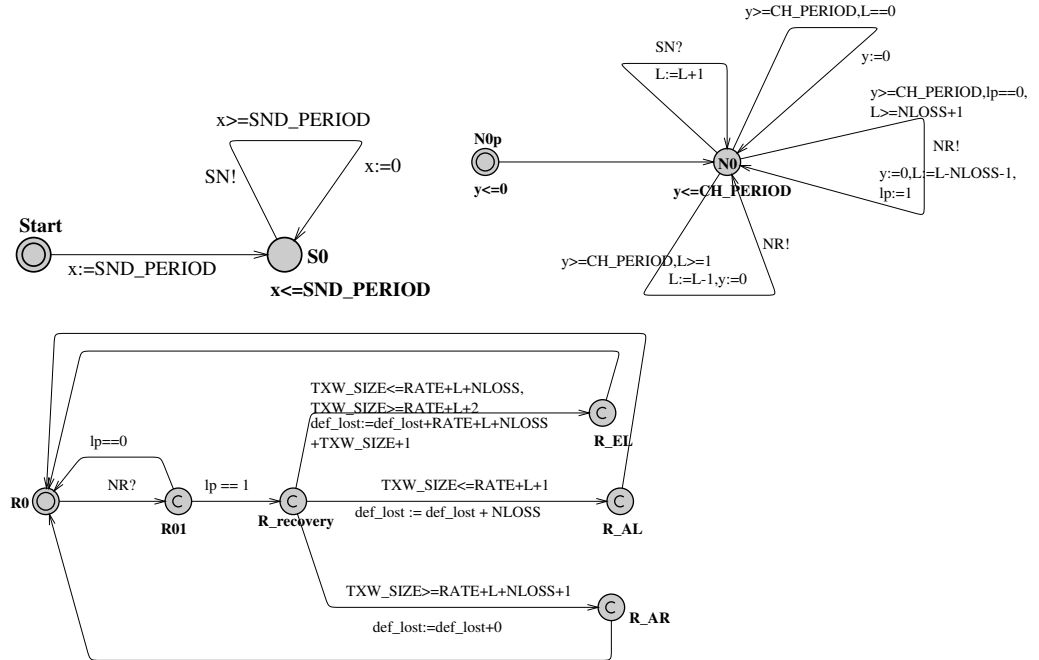 y>=CH_PERIOD,L==0
SN?
L:=L+1
y:=0
y>=CH_PERIOD,lp==0,
L>=NLOSS+1
x>=SND_PERIOD
N0p
N0
NR!
SN!
x:=0
y:=0,L:=L-NLOSS-1,
lp:=1
y<=0
y<=CH_PERIOD
Start
NR!
S0
y>=CH_PERIOD,L>=1
x:=SND_PERIOD
L:=L-1,y:=0
x<=SND_PERIOD
TXW_SIZE<=RATE+L+NLOSS,
TXW_SIZE>=RATE+L+2
def_lost:=def_lost+RATE+L+NLOSS
+TXW_SIZE+1
C
R_EL
lp==0
NR?
lp == 1
TXW_SIZE<=RATE+L+1
R0
C
C
C
R01
R_recovery
def_lost := def_lost + NLOSS
R_AL
TXW_SIZE>=RATE+L+NLOSS+1
C
R_AR
def_lost:=def_lost+0